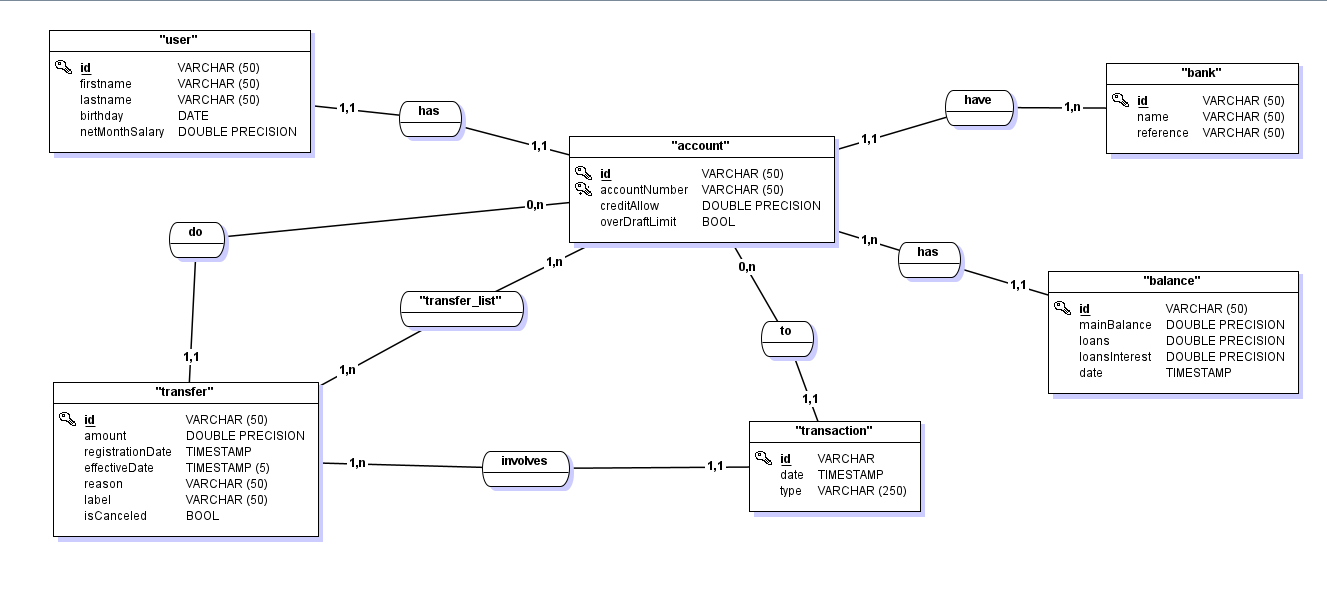 "user"
id VARCHAR (50)
firstname VARCHAR (50)
lastname VARCHAR (50)
birthday DATE
netMonthSalary DOUBLE PRECISION
1,1
has
1,1
"account"
id VARCHAR (50)
accountNumber VARCHAR (50)
creditAllow DOUBLE PRECISION
overDraftLimit BOOL
1,1
have
1,n
"bank"
id VARCHAR (50)
name VARCHAR (50)
reference VARCHAR (50)
0,n
do
1,1
1,n
"transfer_list"
1,n
0,n
to
1,1
1,n
has
1,1
"balance"
id VARCHAR (50)
mainBalance DOUBLE PRECISION
loans DOUBLE PRECISION
loansInterest DOUBLE PRECISION
date TIMESTAMP
"transfer"
id VARCHAR (50)
amount DOUBLE PRECISION
registrationDate TIMESTAMP
effectiveDate TIMESTAMP (5)
reason VARCHAR (50)
label VARCHAR (50)
isCanceled BOOL
1,n
involves
1,1
"transaction"
id VARCHAR
date TIMESTAMP
type VARCHAR (250)